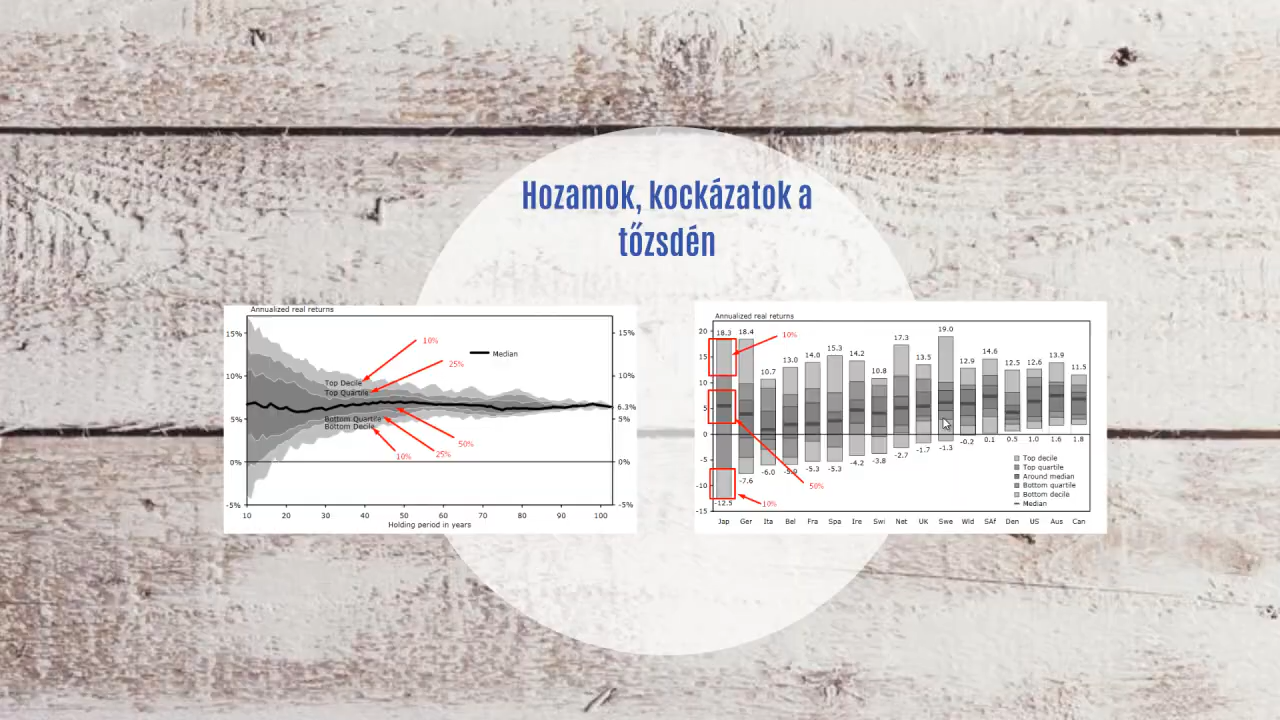 Hozamok, kockázatok a
tőzsdén
Annualized real returns
15%
10%
5%
0%
-5%
15%
10%
6.3%
5%
0%
-5%
10%
25%
Median
Top Decile
Top Quartile
Bottom Quartile
Bottom Decile
50%
25%
10%
10 20 30 40 50 60 70 80 90 100
Holding period in years
Annualized real returns
20
15
10
5
0
-5
-10
-15
18.3 18.4 10.7 13.0 14.0 15.3 14.2 10.8 17.3 13.5 19.0 12.9 14.6 12.5 12.6 13.9 11.5
10%
-12.5 -7.6 -6.0 -5.9 -5.3 -5.3 -4.2 -3.8 -2.7 -1.7 -1.3 -0.2 0.1 0.5 1.0 1.6 1.8
50%
10%
Top decile
Top quartile
Around median
Bottom quartile
Bottom decile
Median
Jap Ger Ita Bel Fra Spa Ire Swi Net UK Swe Wld SAf Den US Aus Can